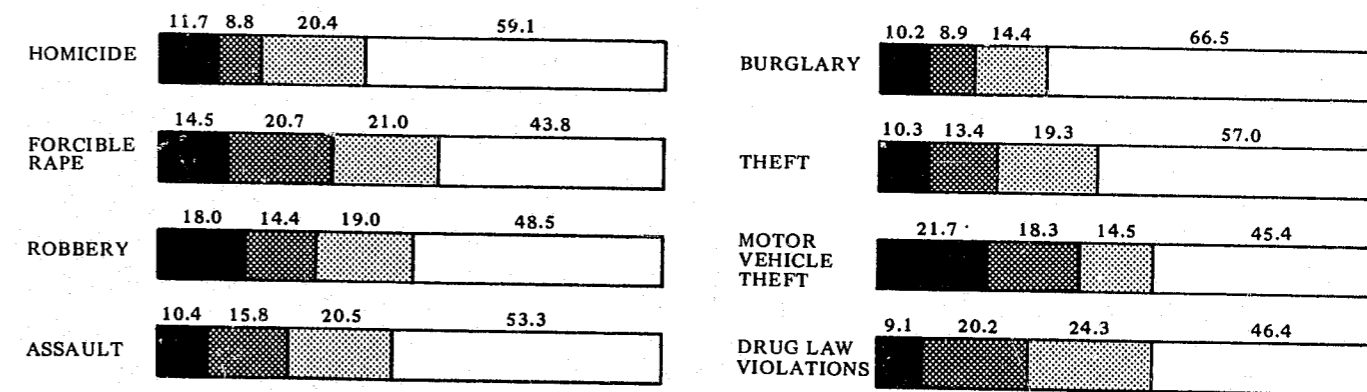 11.7 8.8 20.4 59.1
HOMICIDE
14.5 20.7 21.0 43.8
FORCIBLE
RAPE
18.0 14.4 19.0 48.5
ROBBERY
10.4 15.8 20.5 53.3
ASSAULT
10.2 8.9 14.4 66.5
BURGLARY
10.3 13.4 19.3 57.0
THEFT
21.7 18.3 14.5 45.4
MOTOR
VEHICLE
THEFT
9.1 20.2 24.3 46.4
DRUG LAW
VIOLATIONS